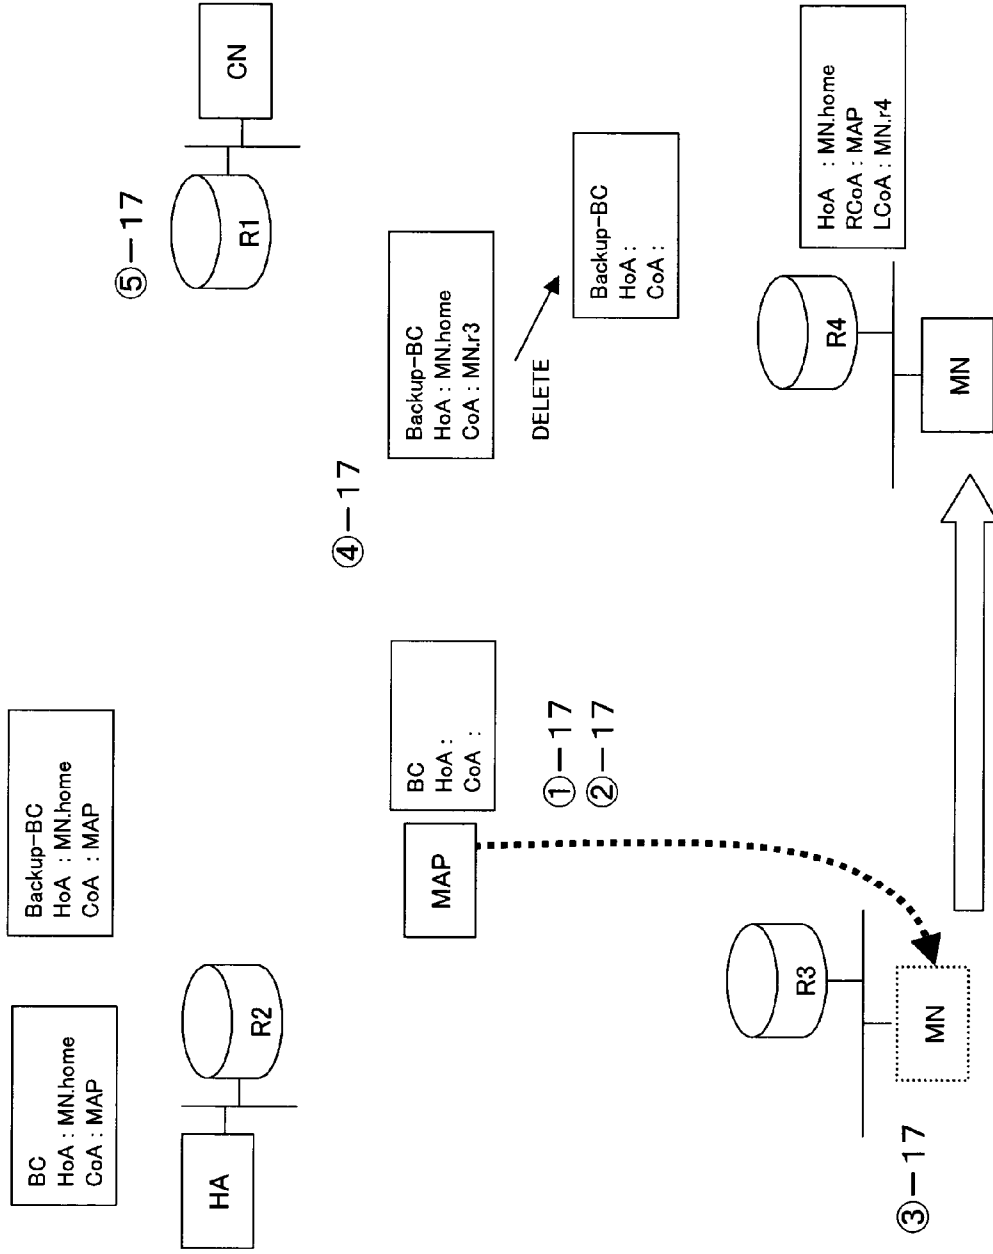 BC
HoA : MN.home
CoA : MAP
Backup-BC
HoA : MN.home
CoA : MAP
HA
R2
⑤-17
R1
CN
MAP
BC
HoA :
CoA :
①-17
②-17
④-17
Backup-BC
HoA : MN.home
CoA : MN.r3
DELETE
Backup-BC
HoA :
CoA :
③-17
R3
MN
R4
MN
HoA : MN.home
RCoA : MAP
LCoA : MN.r4